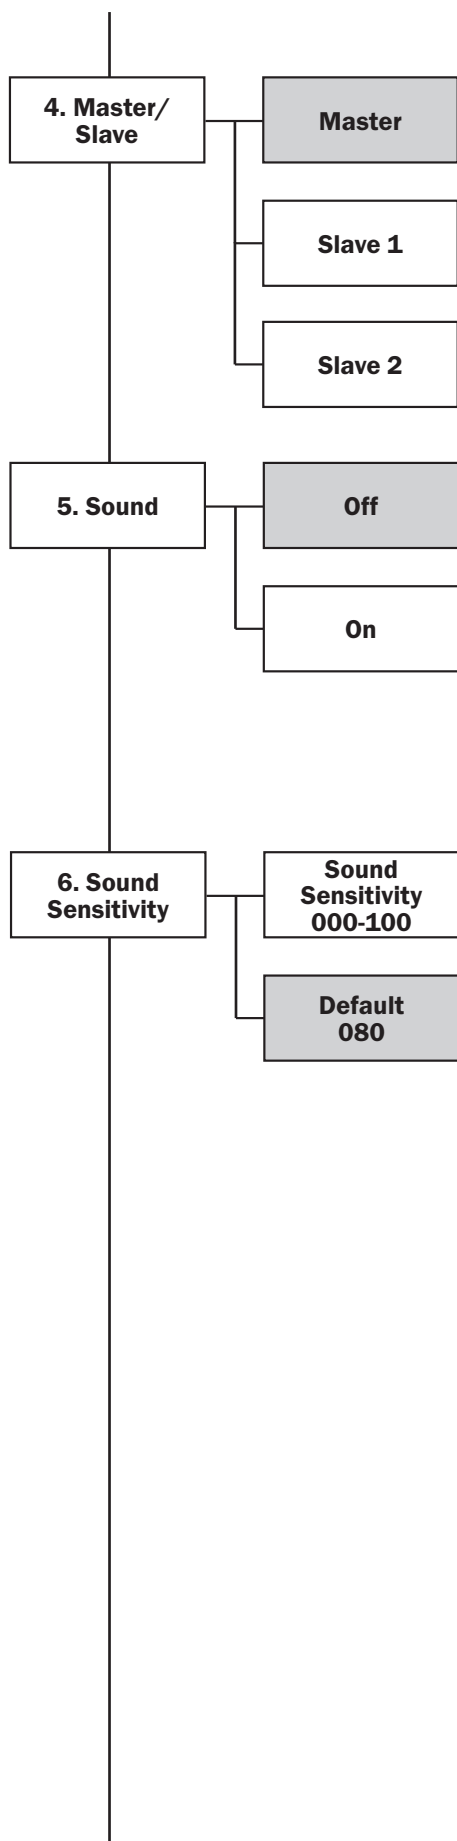 4. Master/
Slave
Master
Slave 1
Slave 2
5. Sound
Off
On
6. Sound
Sensitivity
Sound
Sensitivity
000-100
Default
080